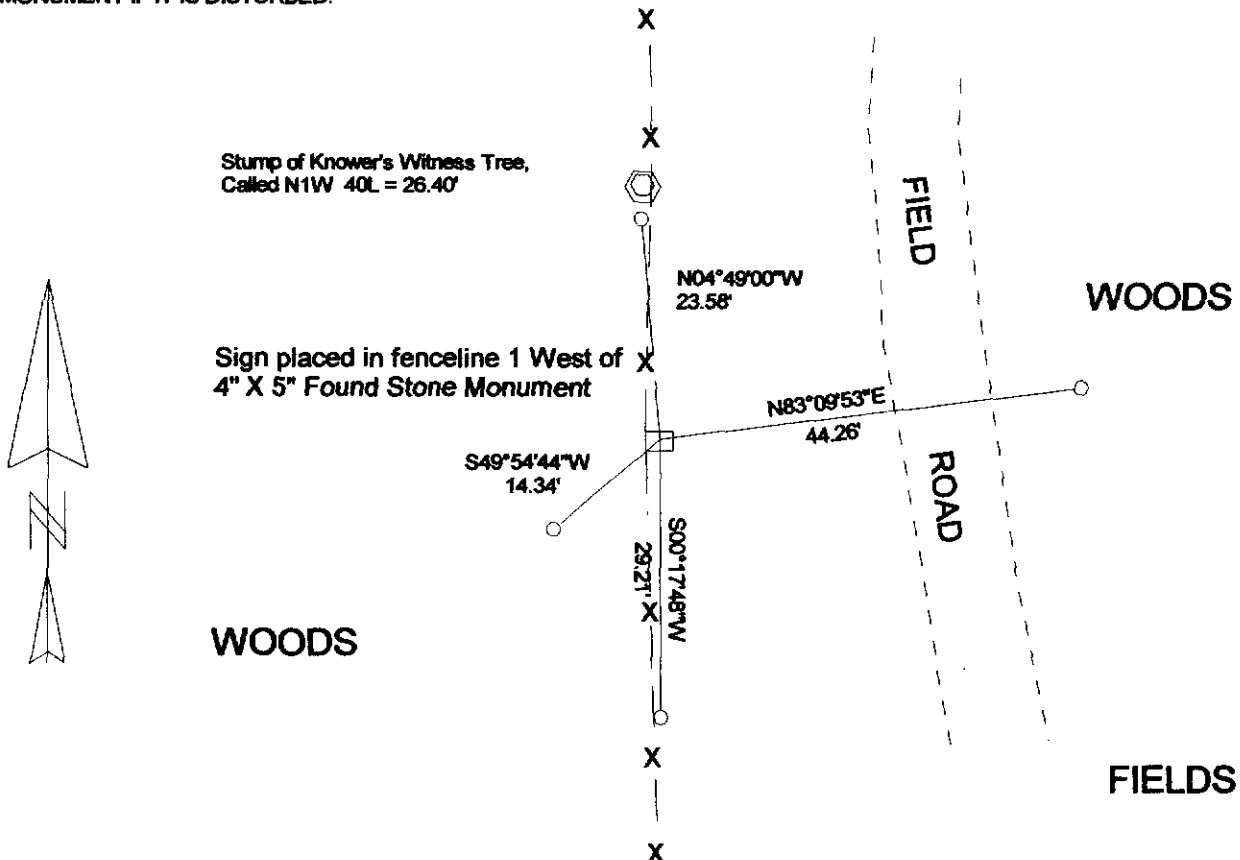 MONUMENT IF IT IS DISTURBED.
X
X
Stump of Knower's Witness Tree,
Called N1W 40L = 26.40'
FIELD
N04°49'00"W
23.58'
WOODS
Sign placed in fenceline 1 West of
4" X 5" Found Stone Monument
X
N83°09'53"E
44.26'
S49°54'44"W
14.34'
ROAD
S00°17'48"W
29.21'
X
N
WOODS
X
FIELDS
X